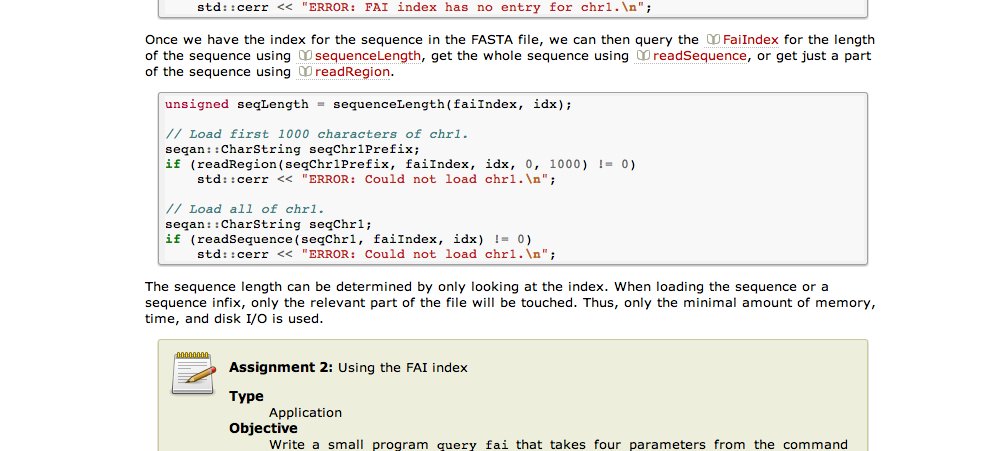 std::cerr << "ERROR: FAI index has no entry for chr1.\n";
Once we have the index for the sequence in the FASTA file, we can then query the FaiIndex for the length
of the sequence using sequenceLength, get the whole sequence using readSequence, or get just a part
of the sequence using readRegion.
unsigned seqLength = sequenceLength(faiIndex, idx);
// Load first 1000 characters of chr1.
seqan::CharString seqChr1Prefix;
if (readRegion(seqChr1Prefix, faiIndex, idx, 0, 1000) != 0)
std::cerr << "ERROR: Could not load chr1.\n";
// Load all of chr1.
seqan::CharString seqChr1;
if (readSequence(seqChr1, faiIndex, idx) != 0)
std::cerr << "ERROR: Could not load chr1.\n";
The sequence length can be determined by only looking at the index. When loading the sequence or a
sequence infix, only the relevant part of the file will be touched. Thus, only the minimal amount of memory,
time, and disk I/O is used.
Assignment 2: Using the FAI index
Type
Application
Objective
Write a small program query_fai that takes four parameters from the command